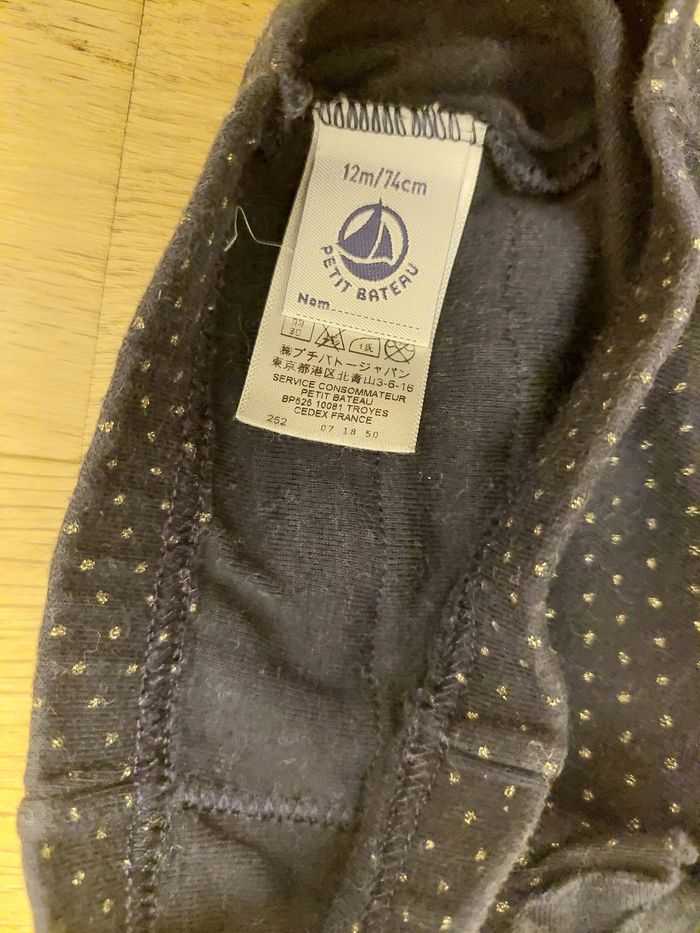 12m/74cm
PETIT BATEAU
Nom
㈱プチバトージャパン
東京都港区北青山3-6-16
SERVICE CONSOMMATEUR
PETIT BATEAU
BP525 10081 TROYES
CEDEX FRANCE
252
07 18 50